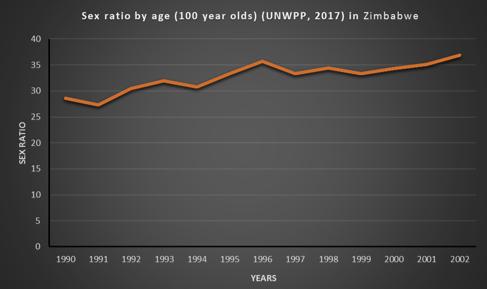 Sex ratio by age (100 year olds) (UNWPP, 2017) in Zimbabwe
40
35
30
25
20
15
10
5
0
SEX RATIO
1990 1991 1992 1993 1994 1995 1996 1997 1998 1999 2000 2001 2002
YEARS